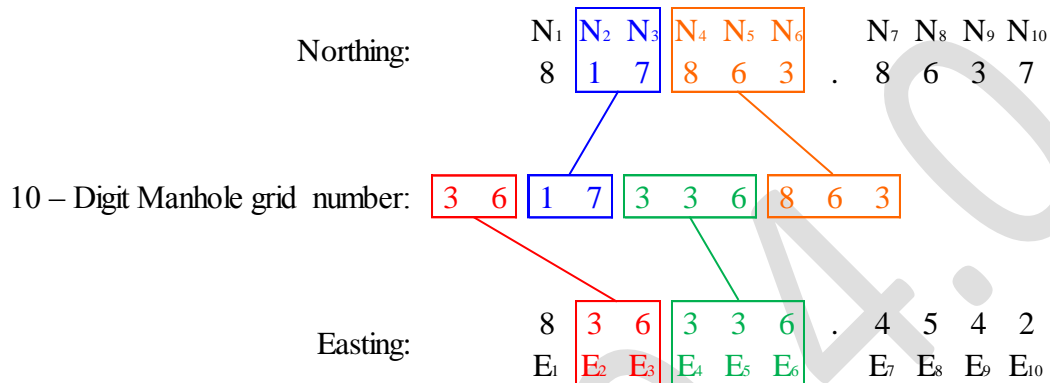 N₁ N₂ N₃ N₄ N₅ N₆ N₇ N₈ N₉ N₁₀
Northing: 8 1 7 8 6 3 . 8 6 3 7
10 – Digit Manhole grid number: 3 6 1 7 3 3 6 8 6 3
Easting: 8 3 6 3 3 6 . 4 5 4 2
E₁ E₂ E₃ E₄ E₅ E₆ E₇ E₈ E₉ E₁₀
4.0